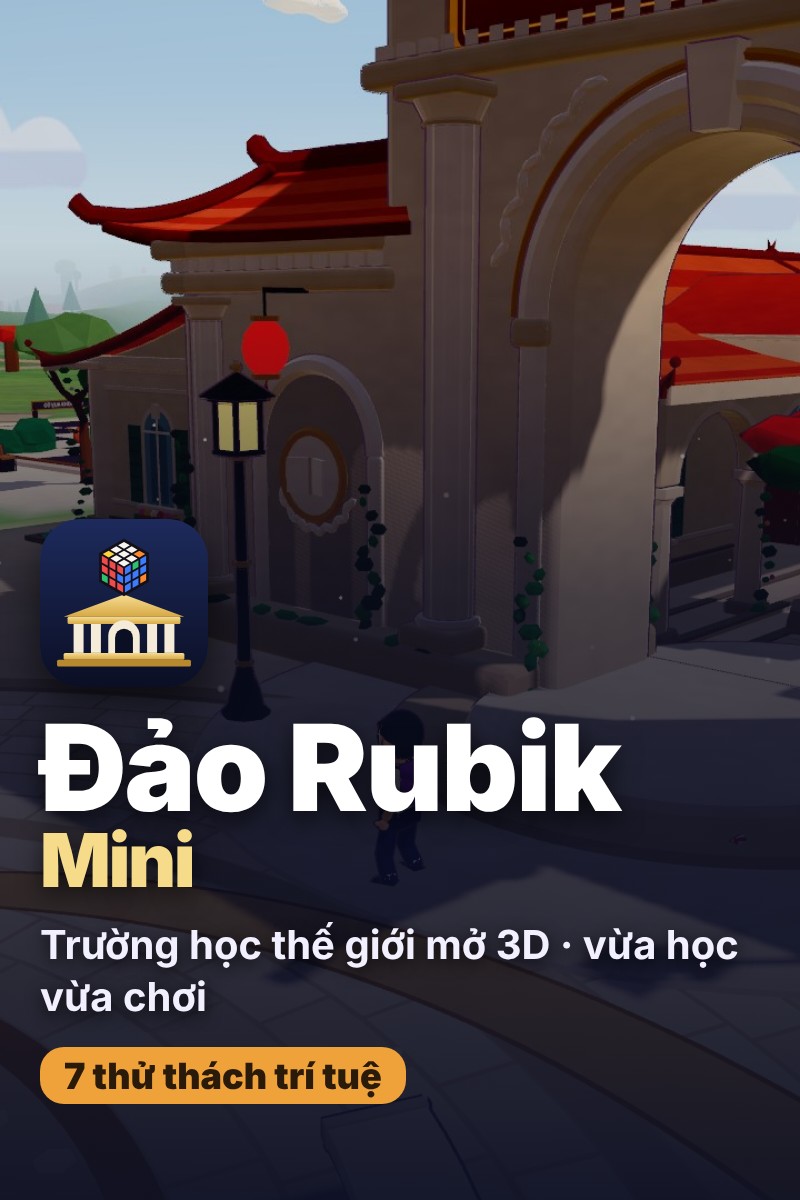 Đảo Rubik
Mini
Trường học thế giới mở 3D · vừa học
vừa chơi
7 thử thách trí tuệ